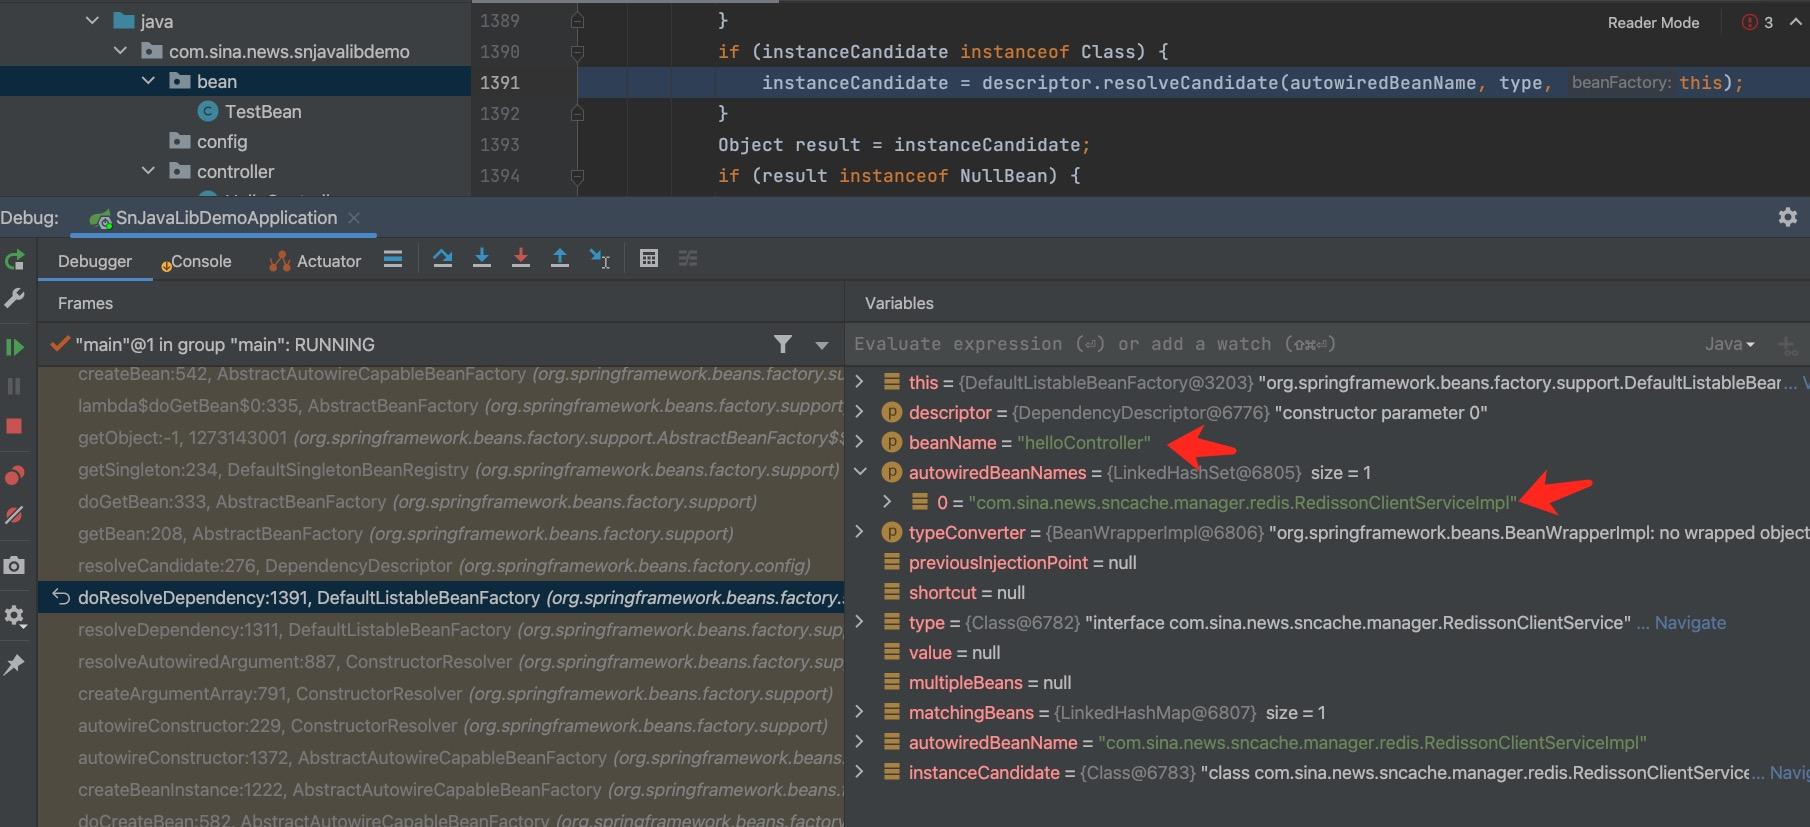 java
com.sina.news.snjavalibdemo
bean
TestBean
config
controller
1389 }
1390 if (instanceCandidate instanceof Class) {
1391 instanceCandidate = descriptor.resolveCandidate(autowiredBeanName, type, beanFactory: this);
1392 }
1393 Object result = instanceCandidate;
1394 if (result instanceof NullBean) {
Reader Mode 3
Debug: SnJavaLibDemoApplication
Debugger Console Actuator
Frames
"main"@1 in group "main": RUNNING
createBean:542, AbstractAutowireCapableBeanFactory (org.springframework.beans.factory.su
lambda$doGetBean$0:335, AbstractBeanFactory (org.springframework.beans.factory.support
getObject:-1, 1273143001 (org.springframework.beans.factory.support.AbstractBeanFactory$$
getSingleton:234, DefaultSingletonBeanRegistry (org.springframework.beans.factory.support)
doGetBean:333, AbstractBeanFactory (org.springframework.beans.factory.support)
getBean:208, AbstractBeanFactory (org.springframework.beans.factory.support)
resolveCandidate:276, DependencyDescriptor (org.springframework.beans.factory.config)
doResolveDependency:1391, DefaultListableBeanFactory (org.springframework.beans.factory.
resolveDependency:1311, DefaultListableBeanFactory (org.springframework.beans.factory.sup
resolveAutowiredArgument:887, ConstructorResolver (org.springframework.beans.factory.sup
createArgumentArray:791, ConstructorResolver (org.springframework.beans.factory.support)
autowireConstructor:229, ConstructorResolver (org.springframework.beans.factory.support)
autowireConstructor:1372, AbstractAutowireCapableBeanFactory (org.springframework.beans.f
createBeanInstance:1222, AbstractAutowireCapableBeanFactory (org.springframework.beans.f
doCreateBean:582, AbstractAutowireCapableBeanFactory (org.springframework.beans.factory
Variables
Evaluate expression (⏎) or add a watch (⇧⌘⏎) Java
this = {DefaultListableBeanFactory@3203} "org.springframework.beans.factory.support.DefaultListableBear ...
descriptor = {DependencyDescriptor@6776} "constructor parameter 0"
beanName = "helloController"
autowiredBeanNames = {LinkedHashSet@6805} size = 1
0 = "com.sina.news.sncache.manager.redis.RedissonClientServiceImpl"
typeConverter = {BeanWrapperImpl@6806} "org.springframework.beans.BeanWrapperImpl: no wrapped object
previousInjectionPoint = null
shortcut = null
type = {Class@6782} "interface com.sina.news.sncache.manager.RedissonClientService" ... Navigate
value = null
multipleBeans = null
matchingBeans = {LinkedHashMap@6807} size = 1
autowiredBeanName = "com.sina.news.sncache.manager.redis.RedissonClientServiceImpl"
instanceCandidate = {Class@6783} "class com.sina.news.sncache.manager.redis.RedissonClientService... Navig